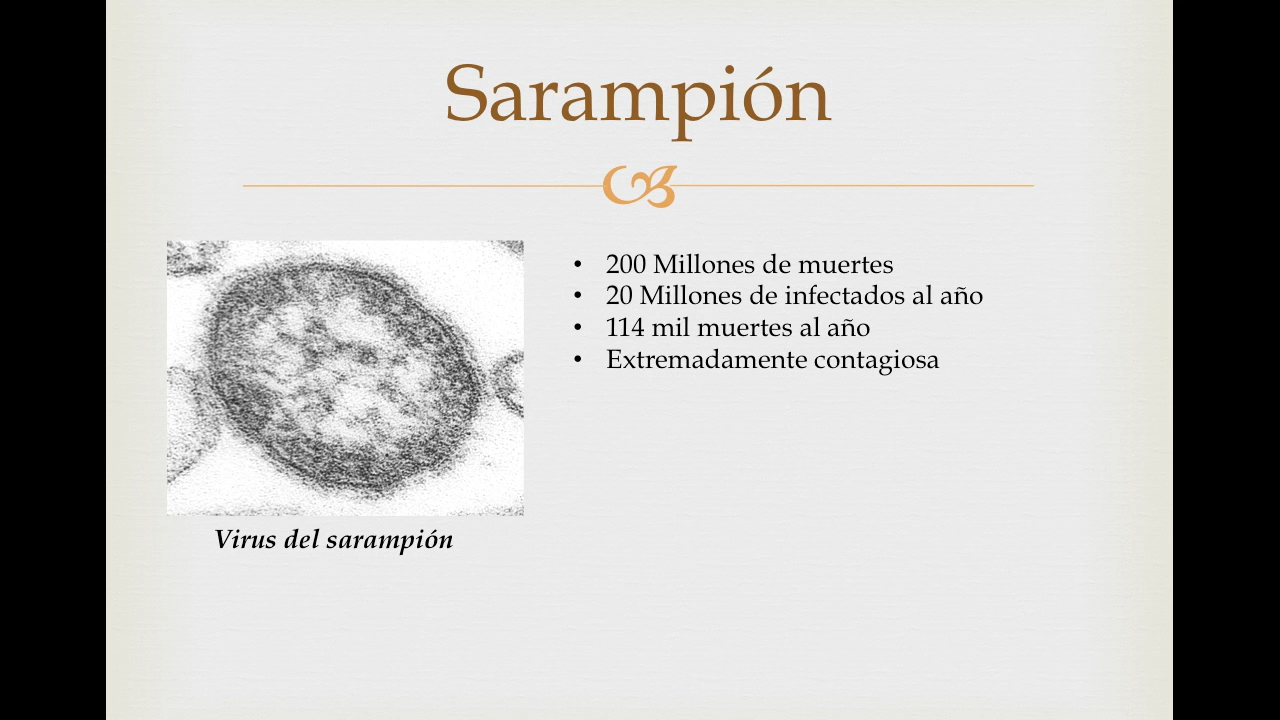 Sarampión
• 200 Millones de muertes
• 20 Millones de infectados al año
• 114 mil muertes al año
• Extremadamente contagiosa
Virus del sarampión